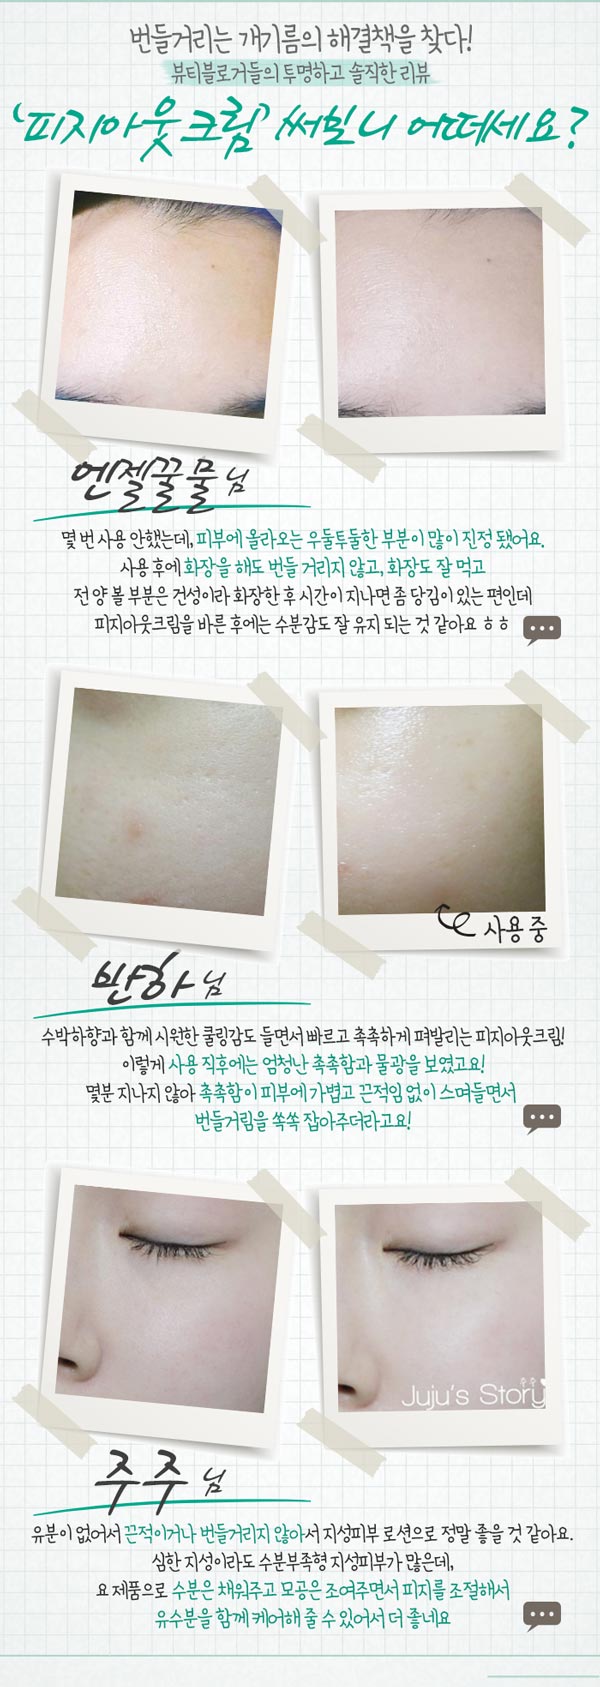 번들거리는 개기름의 해결책을 찾다!
뷰티블로거들의 투명하고 솔직한 리뷰
'피지아웃크림' 써보니 어떠세요?
엔젤꿀물 님
몇 번 사용 안했는데, 피부에 올라오는 우둘투둘한 부분이 많이 진정 됐어요.
사용 후에 화장을 해도 번들 거리지 않고, 화장도 잘 먹고
전 양 볼 부분은 건성이라 화장한 후 시간이 지나면 좀 당김이 있는 편인데
피지아웃크림을 바른 후에는 수분감도 잘 유지 되는 것 같아요 ㅎㅎ
사용 중
반하 님
수박하향과 함께 시원한 쿨링감도 들면서 빠르고 촉촉하게 펴발리는 피지아웃크림!
이렇게 사용 직후에는 엄청난 촉촉함과 물광을 보였고요!
몇분 지나지 않아 촉촉함이 피부에 가볍고 끈적임 없이 스며들면서
번들거림을 쏙쏙 잡아주더라고요!
주주
Juju's Story
주주 님
유분이 없어서 끈적이거나 번들거리지 않아서 지성피부 로션으로 정말 좋을 것 같아요.
심한 지성이라도 수분부족형 지성피부가 많은데,
요 제품으로 수분은 채워주고 모공은 조여주면서 피지를 조절해서
유수분을 함께 케어해 줄 수 있어서 더 좋네요